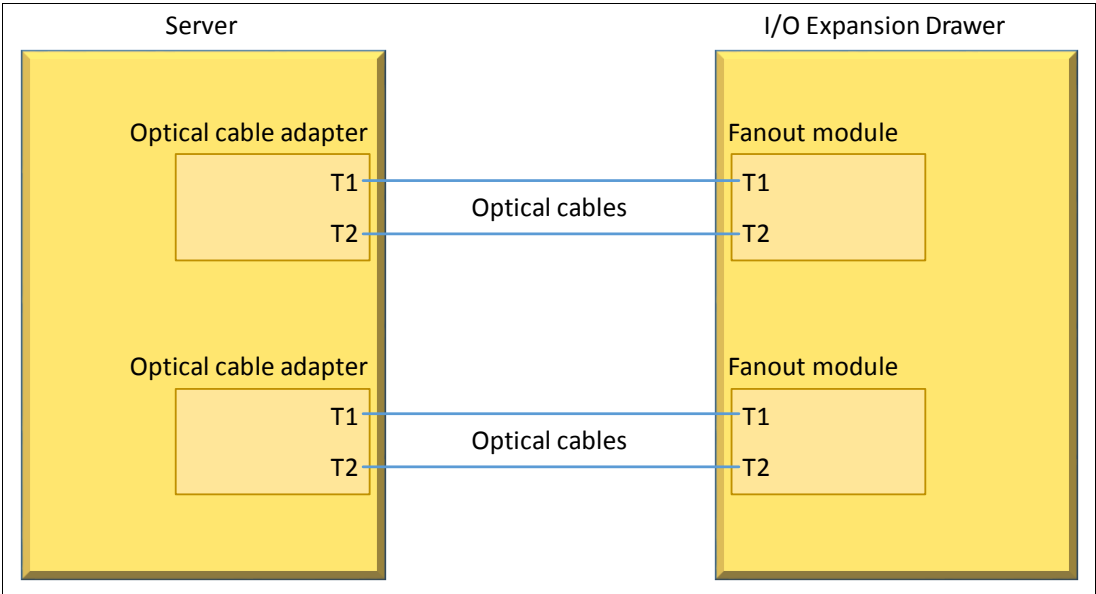 Server
I/O Expansion Drawer
Optical cable adapter
Fanout module
T1
T1
Optical cables
T2
T2
Optical cable adapter
Fanout module
T1
T1
Optical cables
T2
T2